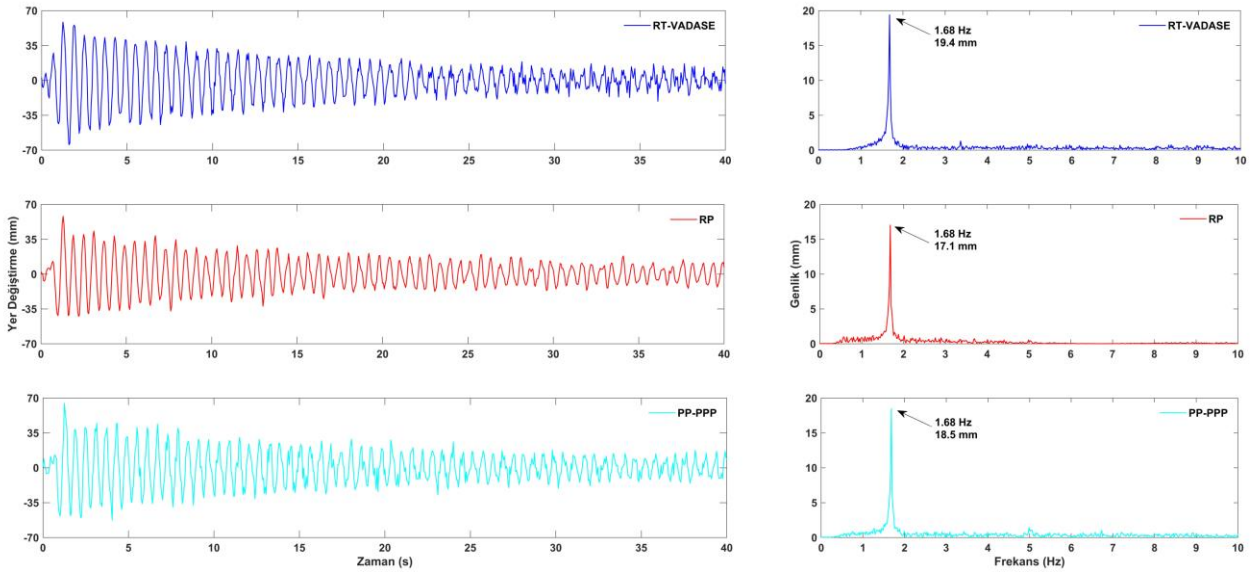 70
35
0
-35
-70
0 5 10 15 20 25 30 35 40
RT-VADASE
20
15
10
5
0
0 1 2 3 4 5 6 7 8 9 10
1.68 Hz
19.4 mm
RT-VADASE
Yer Değiştirme (mm)
70
35
0
-35
-70
0 5 10 15 20 25 30 35 40
RP
Genlik (mm)
20
15
10
5
0
0 1 2 3 4 5 6 7 8 9 10
1.68 Hz
17.1 mm
RP
70
35
0
-35
-70
0 5 10 15 20 25 30 35 40
Zaman (s)
PP-PPP
20
15
10
5
0
0 1 2 3 4 5 6 7 8 9 10
Frekans (Hz)
1.68 Hz
18.5 mm
PP-PPP